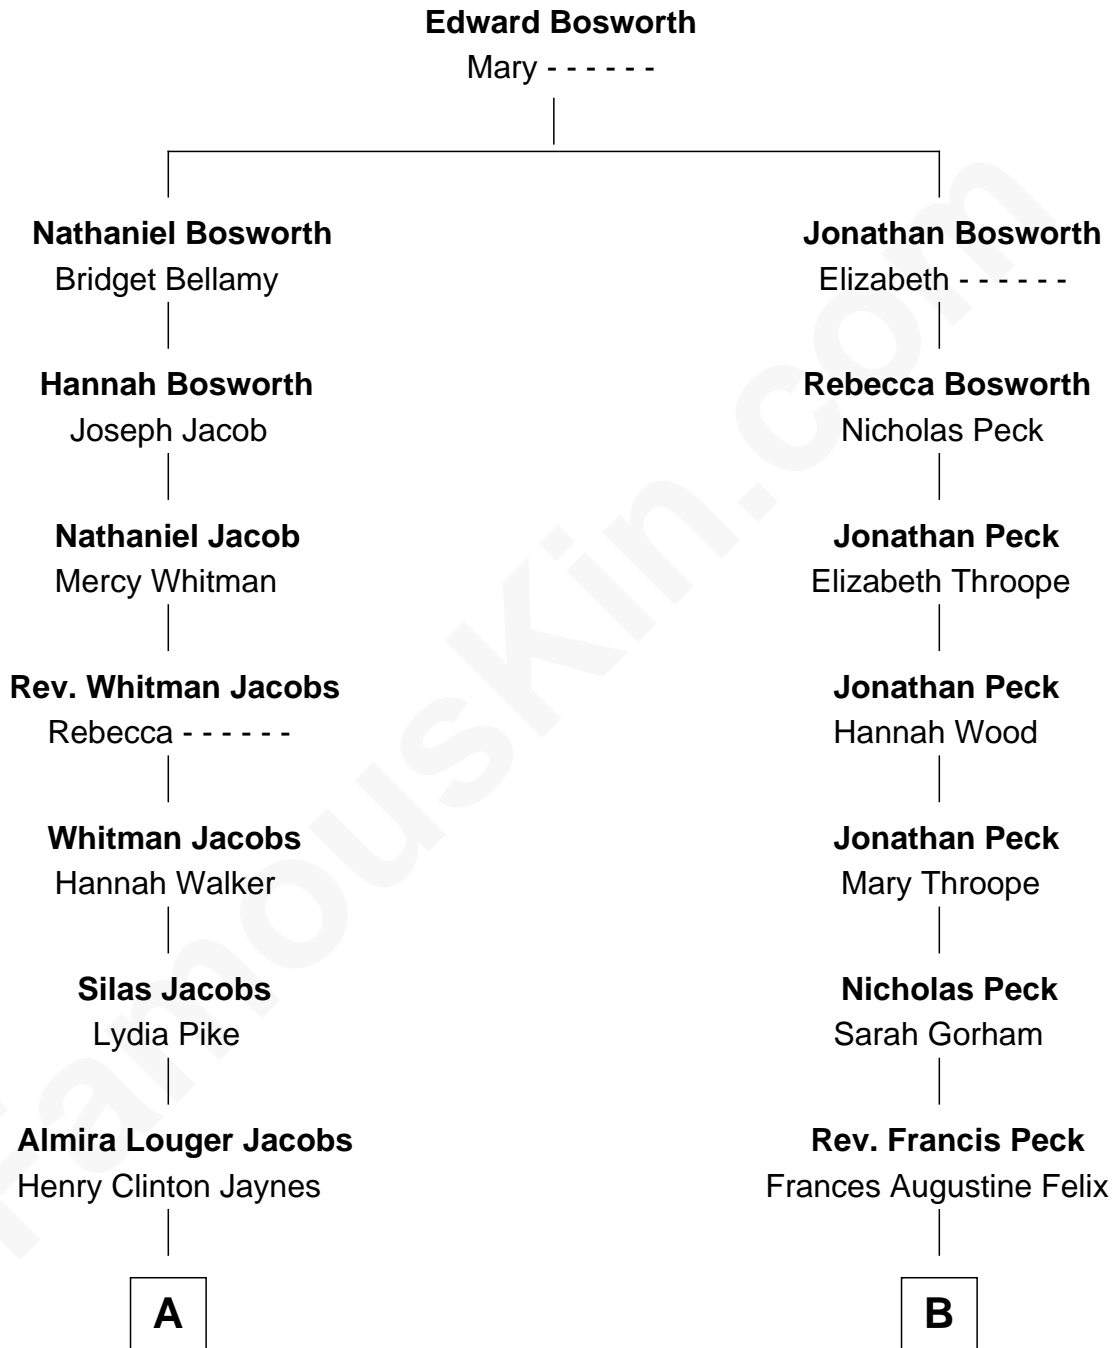 Edward Bosworth
Mary - - - - - -
Nathaniel Bosworth
Bridget Bellamy
Hannah Bosworth
Joseph Jacob
Nathaniel Jacob
Mercy Whitman
Rev. Whitman Jacobs
Rebecca - - - - - -
Whitman Jacobs
Hannah Walker
Silas Jacobs
Lydia Pike
Almira Louger Jacobs
Henry Clinton Jaynes
A
Jonathan Bosworth
Elizabeth - - - - - -
Rebecca Bosworth
Nicholas Peck
Jonathan Peck
Elizabeth Throope
Jonathan Peck
Hannah Wood
Jonathan Peck
Mary Throope
Nicholas Peck
Sarah Gorham
Rev. Francis Peck
Frances Augustine Felix
B
FamousKin.com